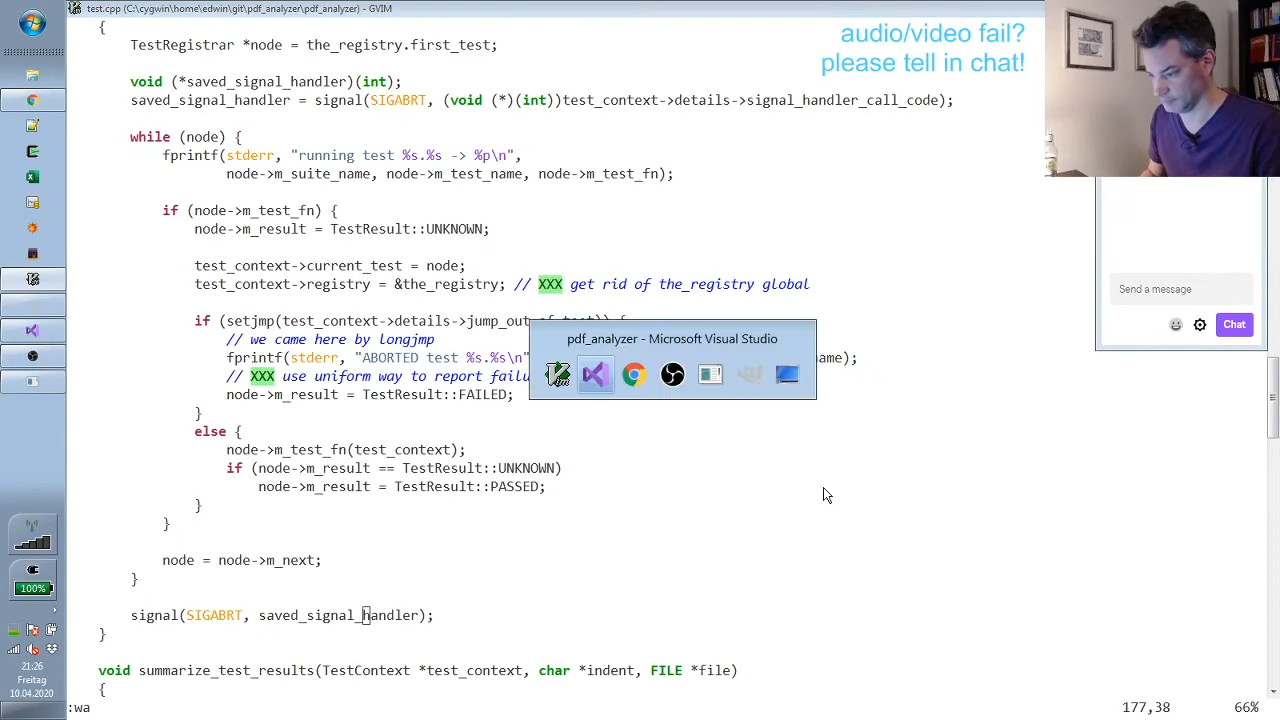 test.cpp (C:\cygwin\home\edwin\git\pdf_analyzer\pdf_analyzer) - GVIM
audio/video fail?
please tell in chat!
{
TestRegistrar *node = the_registry.first_test;
void (*saved_signal_handler)(int);
saved_signal_handler = signal(SIGABRT, (void (*)(int))test_context->details->signal_handler_call_code);
while (node) {
fprintf(stderr, "running test %s.%s -> %p\n",
node->m_suite_name, node->m_test_name, node->m_test_fn);
if (node->m_test_fn) {
node->m_result = TestResult::UNKNOWN;
test_context->current_test = node;
test_context->registry = &the_registry; // XXX get rid of the_registry global
if (setjmp(test_context->details->jump_out_of_test)) {
// we came here by longjmp
fprintf(stderr, "ABORTED test %s.%s\n" ame);
// XXX use uniform way to report failu
node->m_result = TestResult::FAILED;
}
else {
node->m_test_fn(test_context);
if (node->m_result == TestResult::UNKNOWN)
node->m_result = TestResult::PASSED;
}
}
node = node->m_next;
}
signal(SIGABRT, saved_signal_handler);
}
void summarize_test_results(TestContext *test_context, char *indent, FILE *file)
{
:wa
177,38
66%
pdf_analyzer - Microsoft Visual Studio
Send a message
Chat
100%
21:26
Freitag
10.04.2020